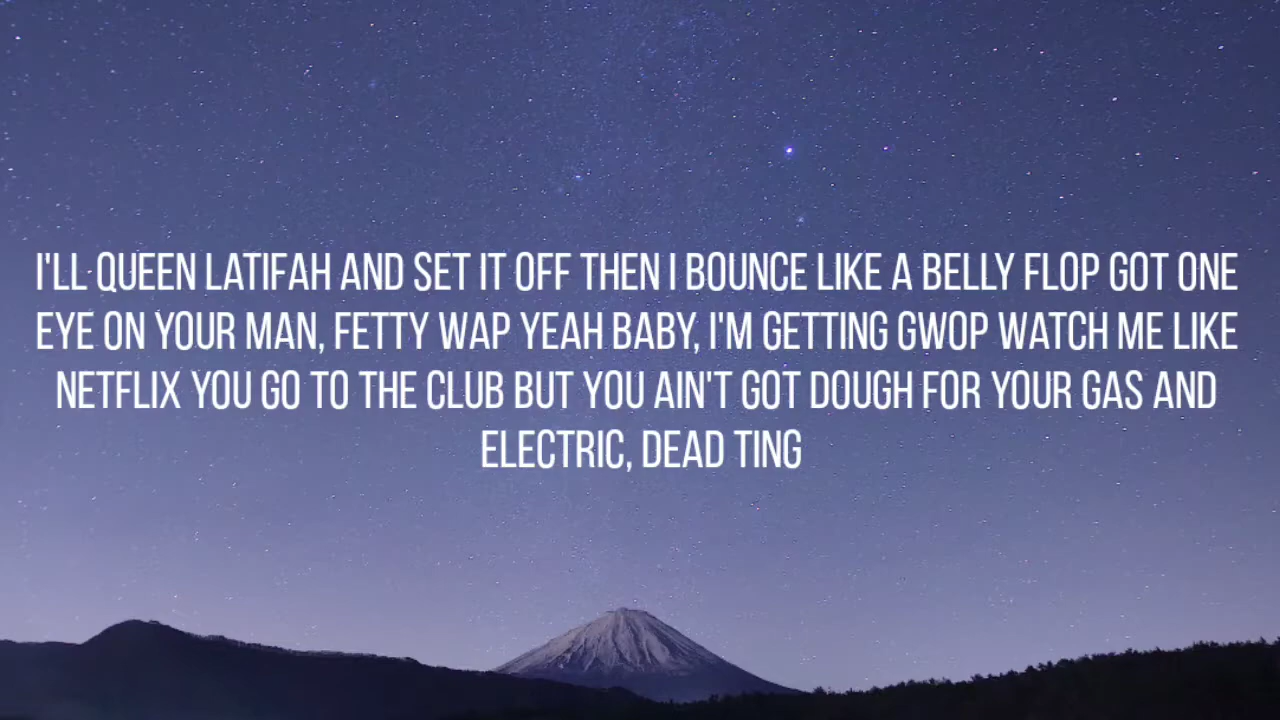 I'LL QUEEN LATIFAH AND SET IT OFF THEN I BOUNCE LIKE A BELLY FLOP GOT ONE
EYE ON YOUR MAN, FETTY WAP YEAH BABY, I'M GETTING GWOP WATCH ME LIKE
NETFLIX YOU GO TO THE CLUB BUT YOU AIN'T GOT DOUGH FOR YOUR GAS AND
ELECTRIC, DEAD TING